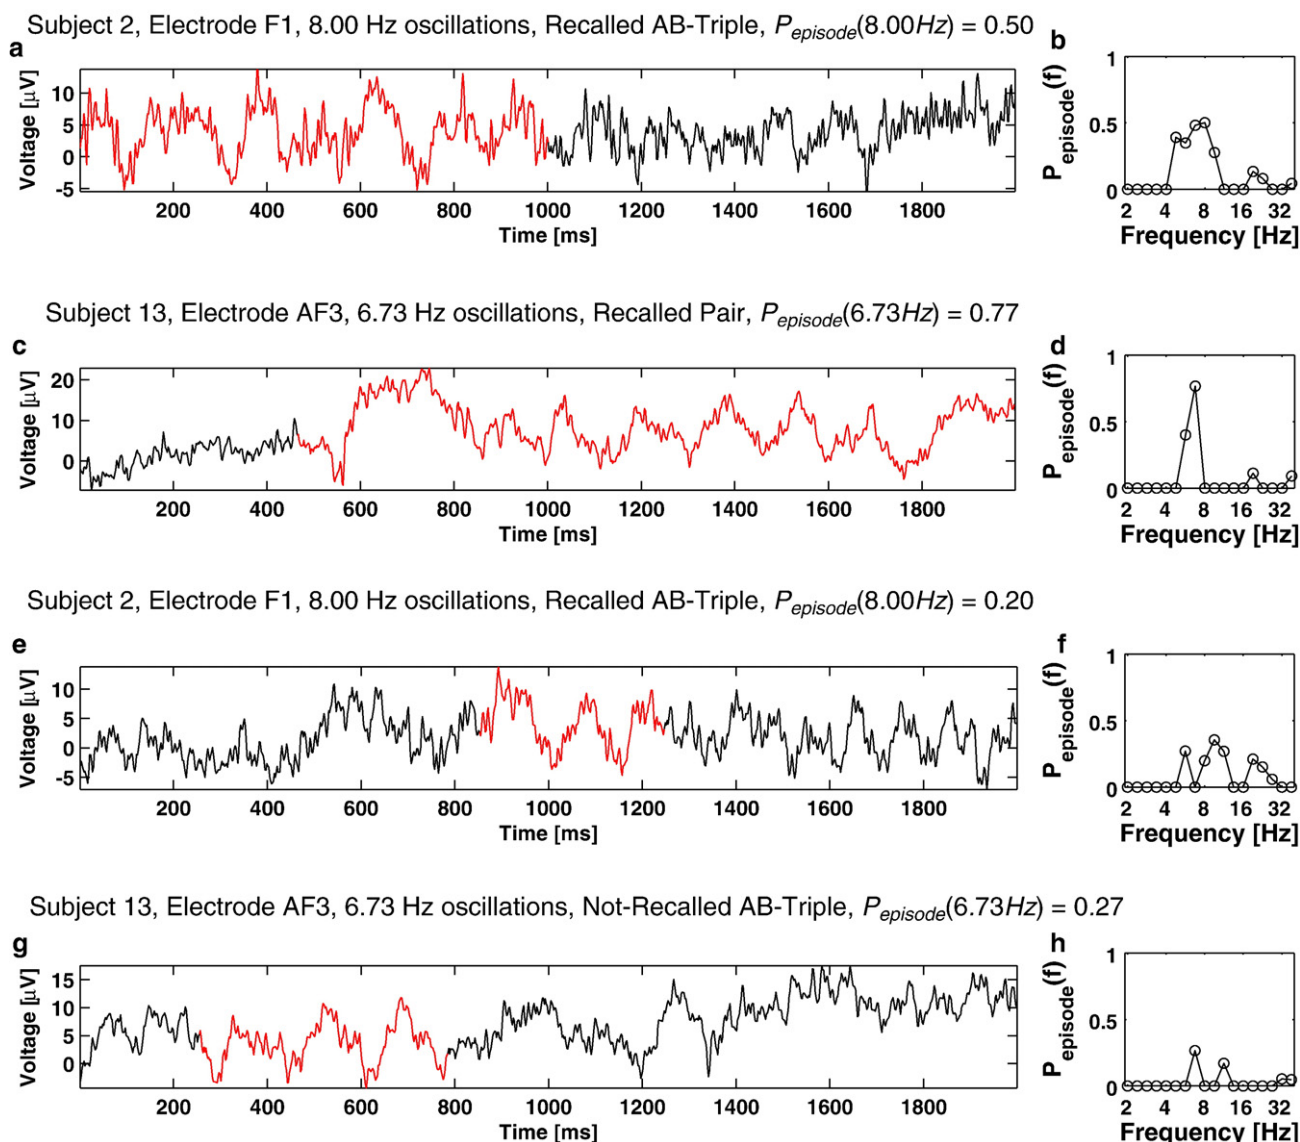 Subject 2, Electrode F1, 8.00 Hz oscillations, Recalled AB-Triple, Pepisode(8.00Hz) = 0.50
a
b
Voltage [μV]
10
5
0
-5
200 400 600 800 1000 1200 1400 1600 1800
Time [ms]
Pepisode(f)
1
0.5
0
2 4 8 16 32
Frequency [Hz]
Subject 13, Electrode AF3, 6.73 Hz oscillations, Recalled Pair, Pepisode(6.73Hz) = 0.77
c
d
Voltage [μV]
20
10
0
200 400 600 800 1000 1200 1400 1600 1800
Time [ms]
Pepisode(f)
1
0.5
0
2 4 8 16 32
Frequency [Hz]
Subject 2, Electrode F1, 8.00 Hz oscillations, Recalled AB-Triple, Pepisode(8.00Hz) = 0.20
e
f
Voltage [μV]
10
5
0
-5
200 400 600 800 1000 1200 1400 1600 1800
Time [ms]
Pepisode(f)
1
0.5
0
2 4 8 16 32
Frequency [Hz]
Subject 13, Electrode AF3, 6.73 Hz oscillations, Not-Recalled AB-Triple, Pepisode(6.73Hz) = 0.27
g
h
Voltage [μV]
15
10
5
0
200 400 600 800 1000 1200 1400 1600 1800
Time [ms]
Pepisode(f)
1
0.5
0
2 4 8 16 32
Frequency [Hz]